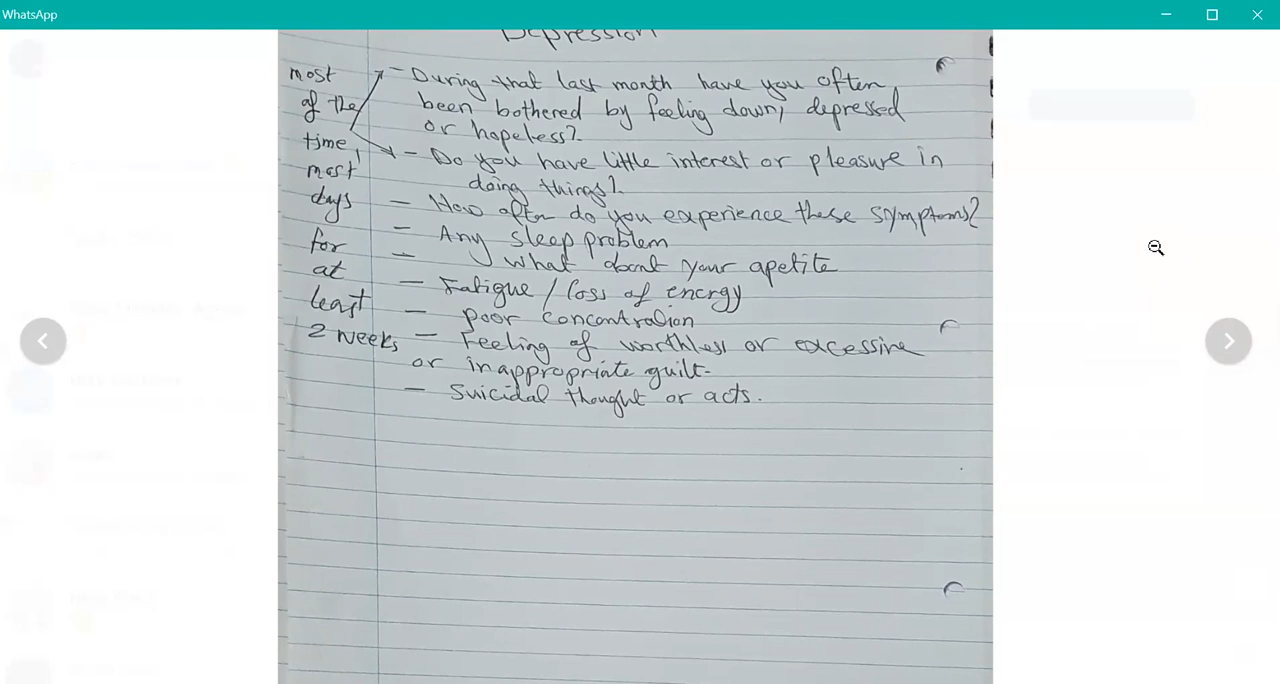 WhatsApp
Depression
most
of the
time,
most
days
for
at
least
2 weeks
- During that last month have you often
been bothered by feeling down, depressed
or hopeless?
- Do you have little interest or pleasure in
doing things?
- How often do you experience these symptoms?
- Any sleep problem
- What about your apetite
- Fatigue / Loss of energy
- Poor concentration
- Feeling of worthless or excessive
or inappropriate guilt-
- Suicidal thought or acts.